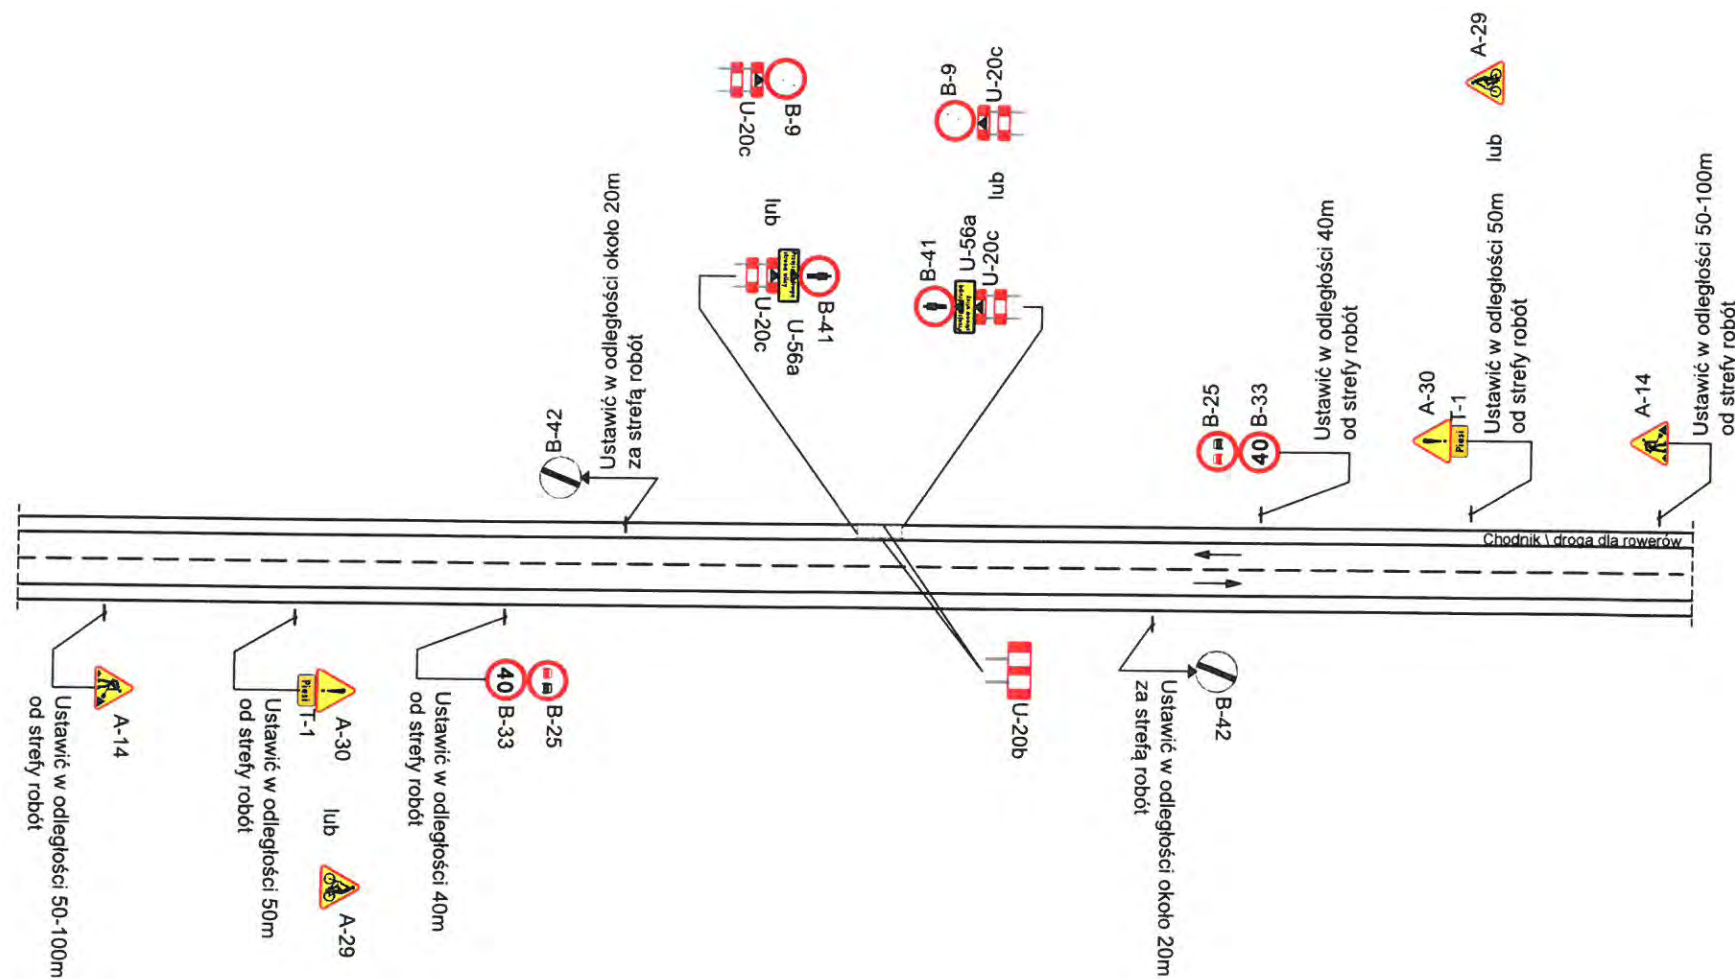 A-29
lub
A-30
T-1
Piesi
Ustawić w odległości 50m
od strefy robót
A-14
Ustawić w odległości 50-100m
od strefy robót
B-25
B-33
40
Ustawić w odległości 40m
od strefy robót
B-9
U-20c
lub
B-41
U-56a
U-20c
B-9
U-20c
lub
B-41
U-56a
U-20c
Ustawić w odległości około 20m
za strefą robót
B-42
Chodnik \ droga dla rowerów
A-14
Ustawić w odległości 50-100m
od strefy robót
A-30
T-1
Piesi
Ustawić w odległości 50m
od strefy robót
lub
A-29
B-25
B-33
40
Ustawić w odległości 40m
od strefy robót
U-20b
B-42
Ustawić w odległości około 20m
za strefą robót